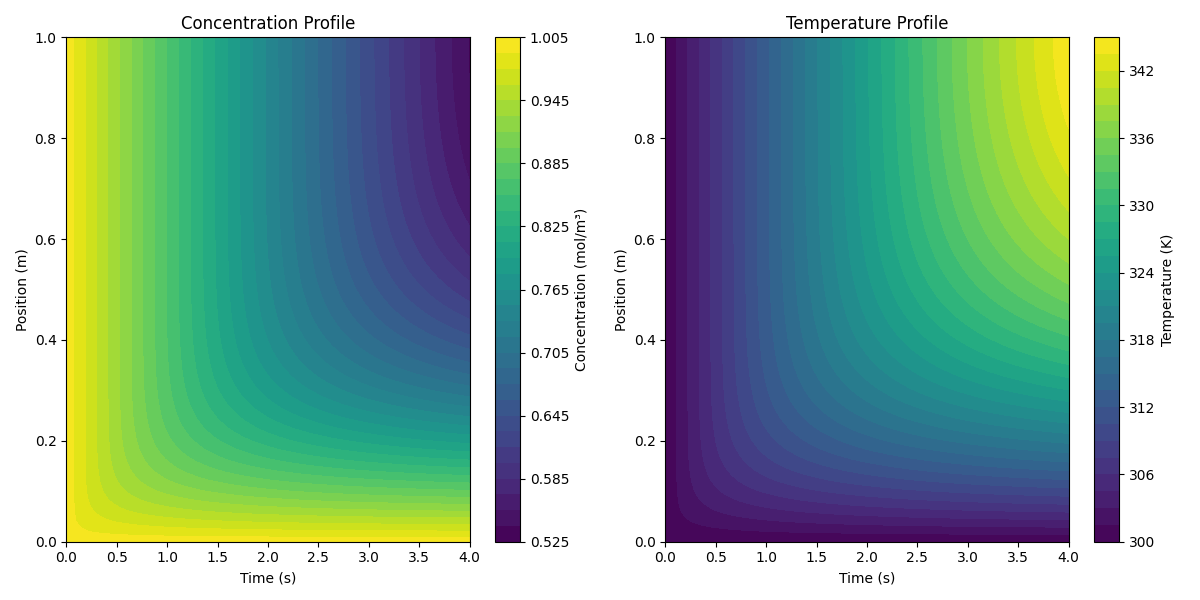 Concentration Profile
1.0
0.8
0.6
0.4
0.2
0.0
Position (m)
0.0 0.5 1.0 1.5 2.0 2.5 3.0 3.5 4.0
Time (s)
1.005
0.945
0.885
0.825
0.765
0.705
0.645
0.585
0.525
Concentration (mol/m³)
Temperature Profile
1.0
0.8
0.6
0.4
0.2
0.0
Position (m)
0.0 0.5 1.0 1.5 2.0 2.5 3.0 3.5 4.0
Time (s)
342
336
330
324
318
312
306
300
Temperature (K)